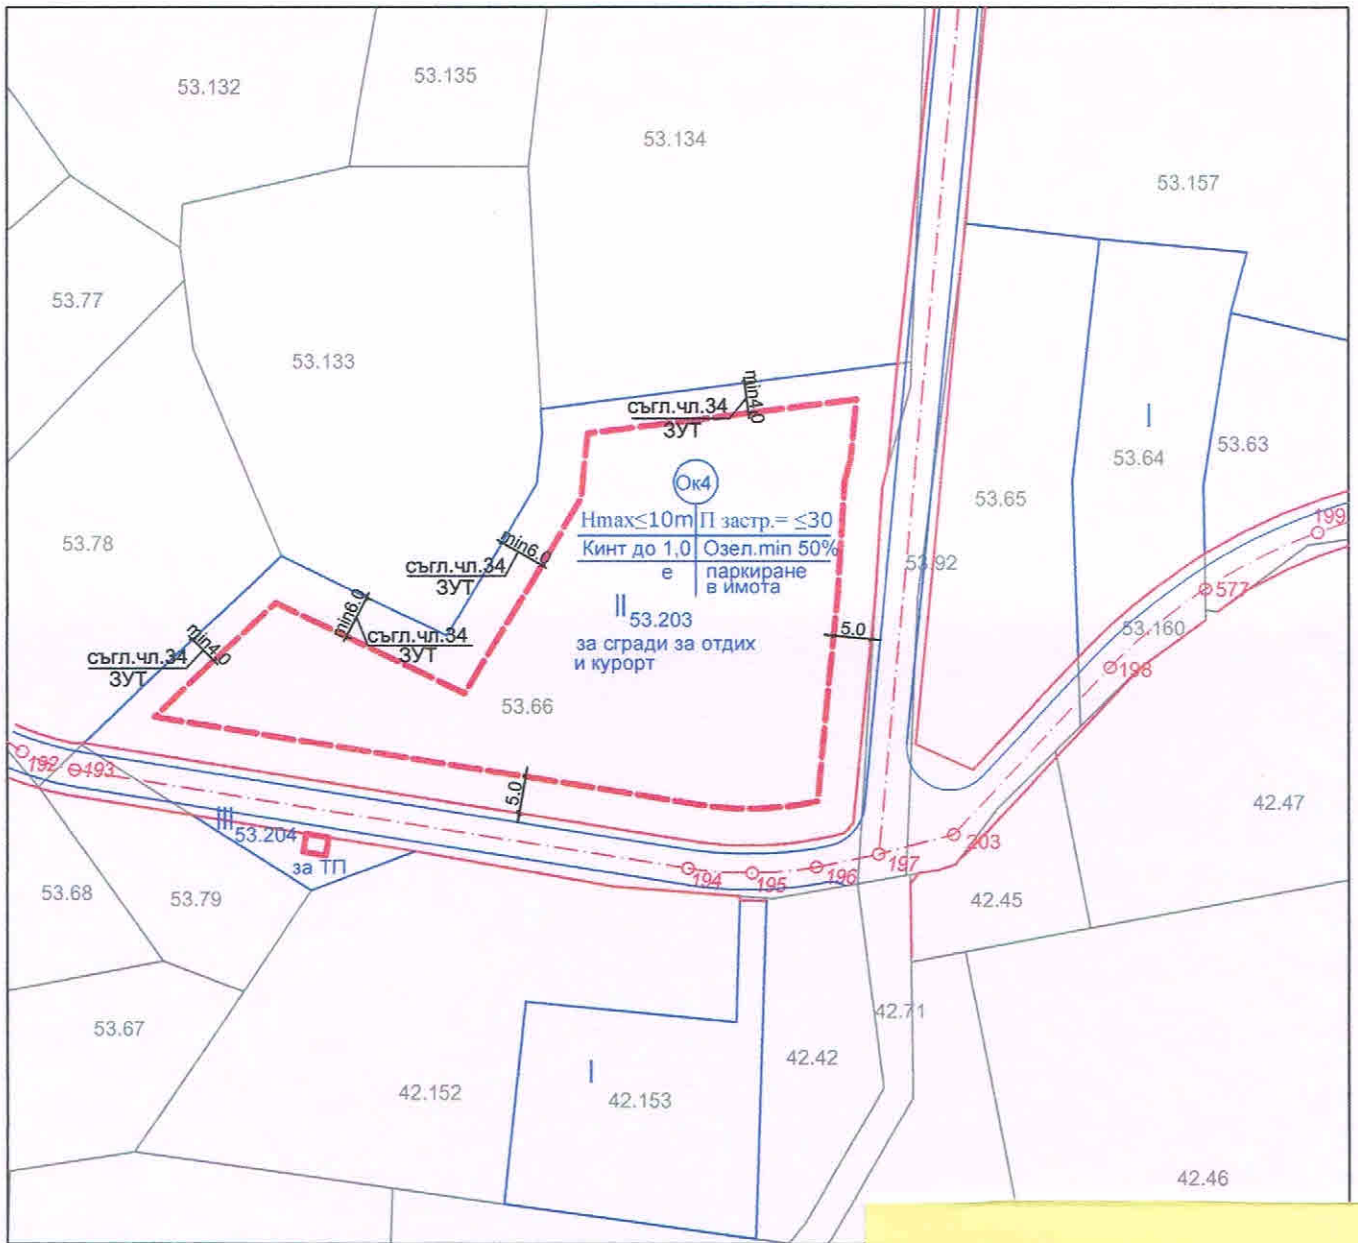 53.132
53.135
53.134
53.157
53.77
53.133
min4.0
съгл.чл.34
ЗУТ
I
53.64
53.63
Ок4
53.65
Hmax≤10m П застр.= ≤30
Кинт до 1,0 Озел.min 50%
е паркиране
в имота
199
53.78
min6.0
съгл.чл.34
ЗУТ
53.92
577
min6.0
съгл.чл.34
ЗУТ
II 53.203
за сгради за отдих
и курорт
5.0
53.160
min4.0
съгл.чл.34
ЗУТ
198
53.66
192
493
5.0
42.47
III 53.204
за ТП
203
197
196
195
194
53.68
53.79
42.45
42.71
53.67
42.42
I
42.153
42.152
42.46